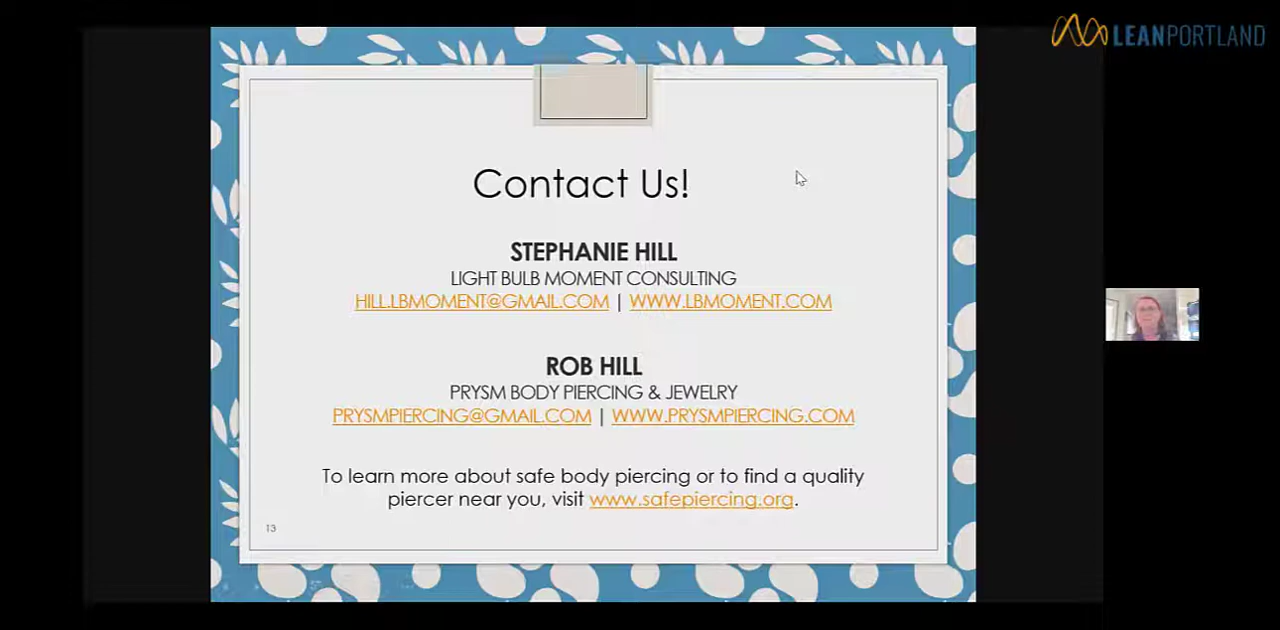 LEANPORTLAND
Contact Us!
STEPHANIE HILL
LIGHT BULB MOMENT CONSULTING
HILL.LBMOMENT@GMAIL.COM | WWW.LBMOMENT.COM
ROB HILL
PRYSM BODY PIERCING & JEWELRY
PRYSMPIERCING@GMAIL.COM | WWW.PRYSMPIERCING.COM
To learn more about safe body piercing or to find a quality
piercer near you, visit www.safepiercing.org.
13